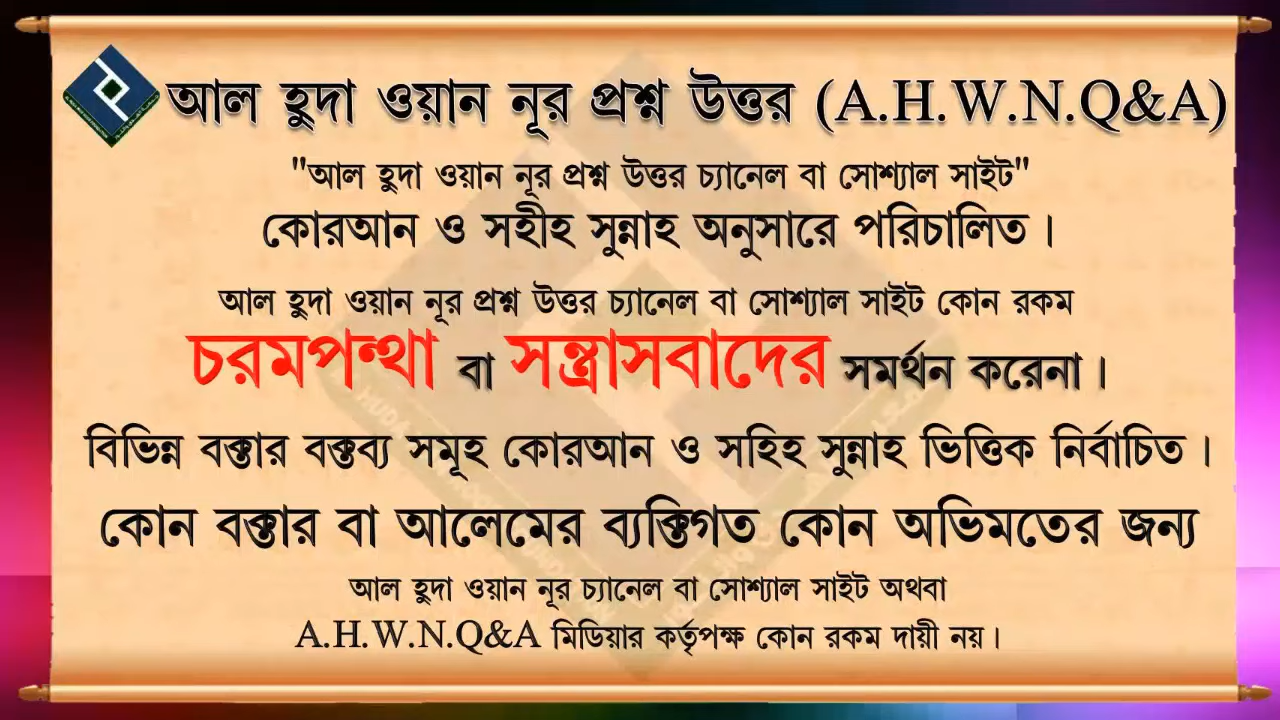 আল হুদা ওয়ান নূর প্রশ্ন উত্তর (A.H.W.N.Q&A)
"আল হুদা ওয়ান নূর প্রশ্ন উত্তর চ্যানেল বা সোশ্যাল সাইট"
কোরআন ও সহীহ সুন্নাহ অনুসারে পরিচালিত।
আল হুদা ওয়ান নূর প্রশ্ন উত্তর চ্যানেল বা সোশ্যাল সাইট কোন রকম
চরমপন্থা বা সন্ত্রাসবাদের সমর্থন করেনা।
বিভিন্ন বক্তার বক্তব্য সমূহ কোরআন ও সহিহ সুন্নাহ ভিত্তিক নির্বাচিত।
কোন বক্তার বা আলেমের ব্যক্তিগত কোন অভিমতের জন্য
আল হুদা ওয়ান নূর চ্যানেল বা সোশ্যাল সাইট অথবা
A.H.W.N.Q&A মিডিয়ার কর্তৃপক্ষ কোন রকম দায়ী নয়।